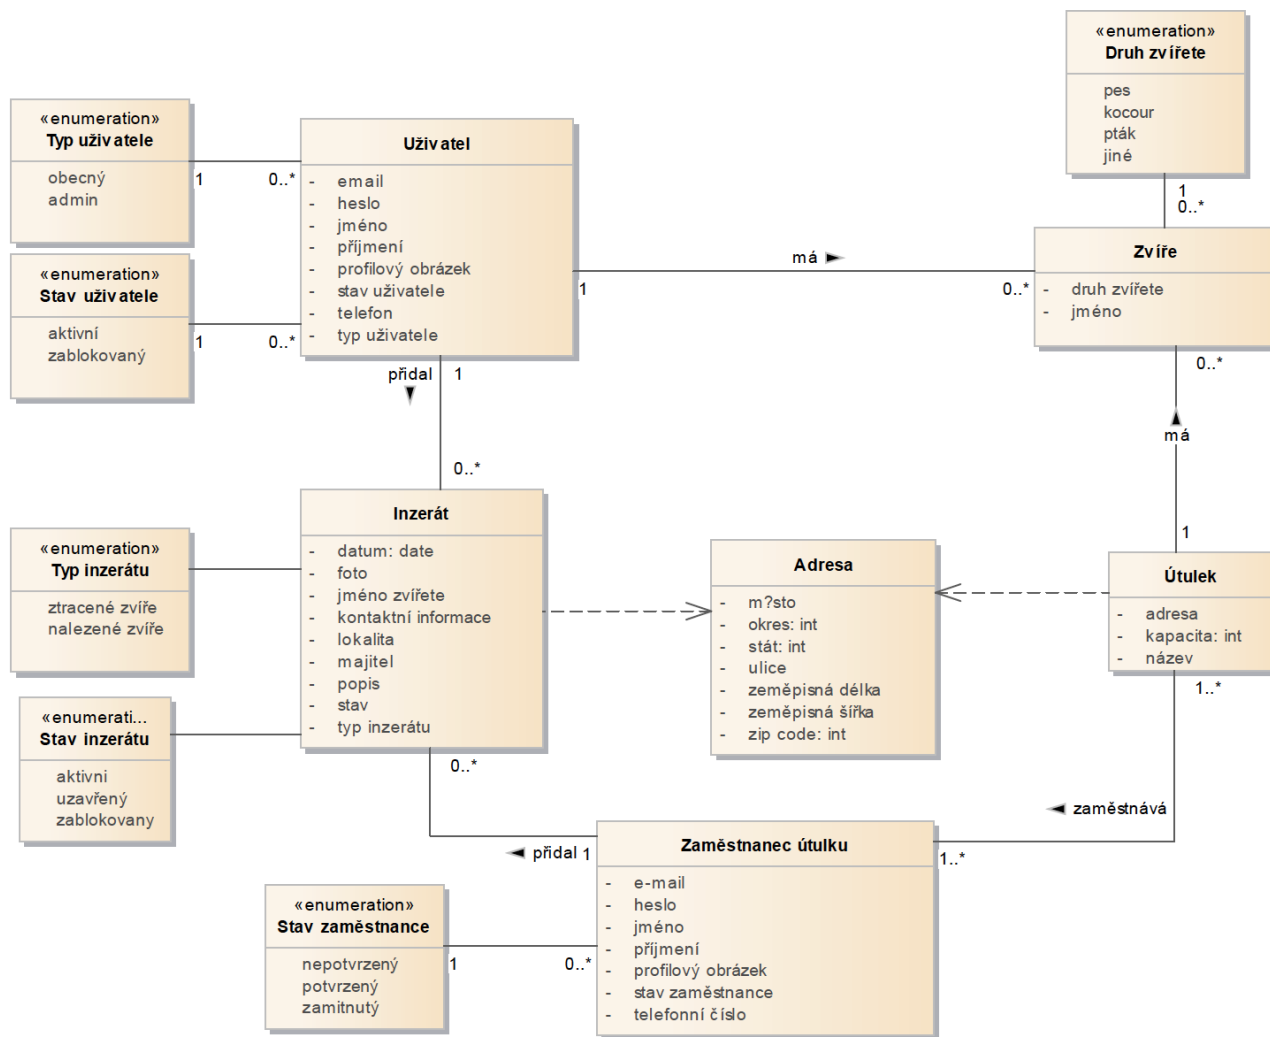 «enumeration»
Druh zvířete
pes
kocour
pták
jiné
1
0..*
«enumeration»
Typ uživatele
obecný
admin
1
0..*
«enumeration»
Stav uživatele
aktivní
zablokovaný
1
0..*
Uživatel
- email
- heslo
- jméno
- příjmení
- profilový obrázek
- stav uživatele
- telefon
- typ uživatele
má
1
0..*
Zvíře
- druh zvířete
- jméno
0..*
má
1
přidal
1
0..*
Inzerát
- datum: date
- foto
- jméno zvířete
- kontaktní informace
- lokalita
- majitel
- popis
- stav
- typ inzerátu
0..*
«enumeration»
Typ inzerátu
ztracené zvíře
nalezené zvíře
«enumerati...
Stav inzerátu
aktivni
uzavřený
zablokovany
Adresa
- m?sto
- okres: int
- stát: int
- ulice
- zeměpisná délka
- zeměpisná šířka
- zip code: int
Útulek
- adresa
- kapacita: int
- název
1..*
zaměstnává
1..*
přidal 1
Zaměstnanec útulku
- e-mail
- heslo
- jméno
- příjmení
- profilový obrázek
- stav zaměstnance
- telefonní číslo
«enumeration»
Stav zaměstnance
nepotvrzený
potvrzený
zamitnutý
1
0..*